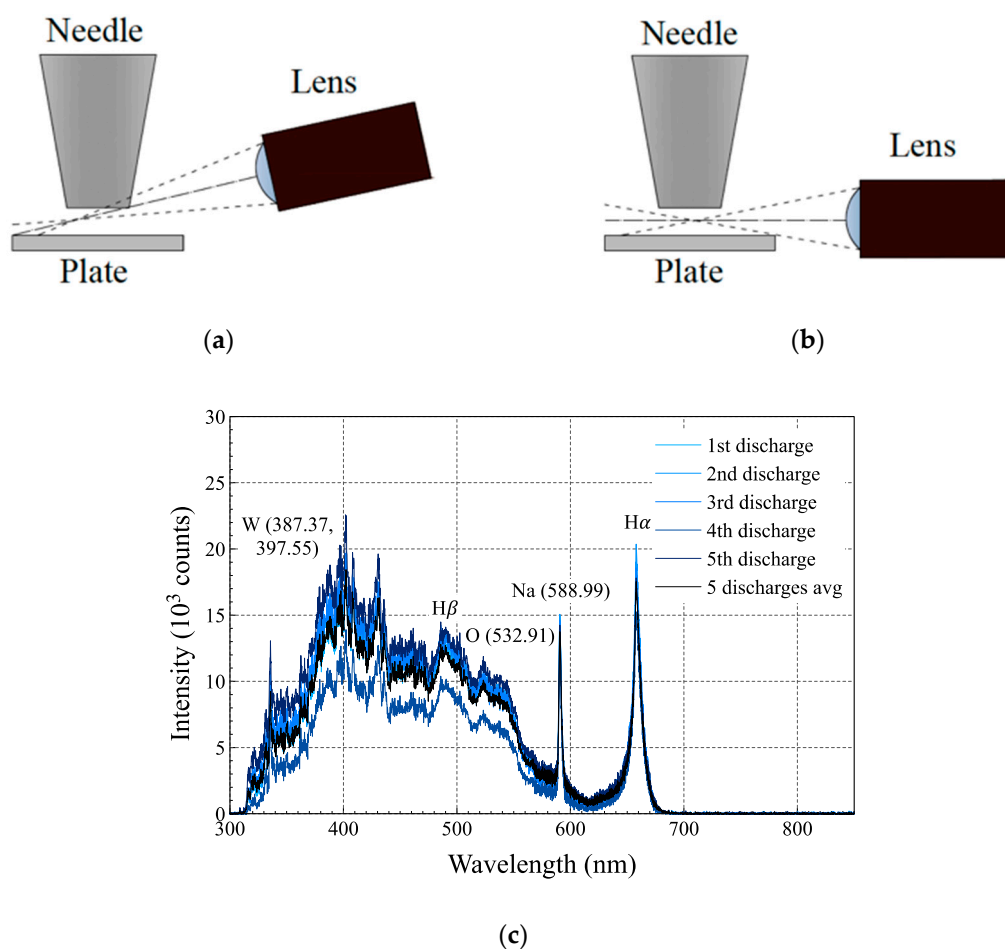 Needle
Lens
Plate
(a)
Needle
Lens
Plate
(b)
30
25
20
15
10
5
0
Intensity (10³ counts)
300
400
500
600
700
800
Wavelength (nm)
W (387.37,
397.55)
Hβ
O (532.91)
Na (588.99)
Hα
1st discharge
2nd discharge
3rd discharge
4th discharge
5th discharge
5 discharges avg
(c)